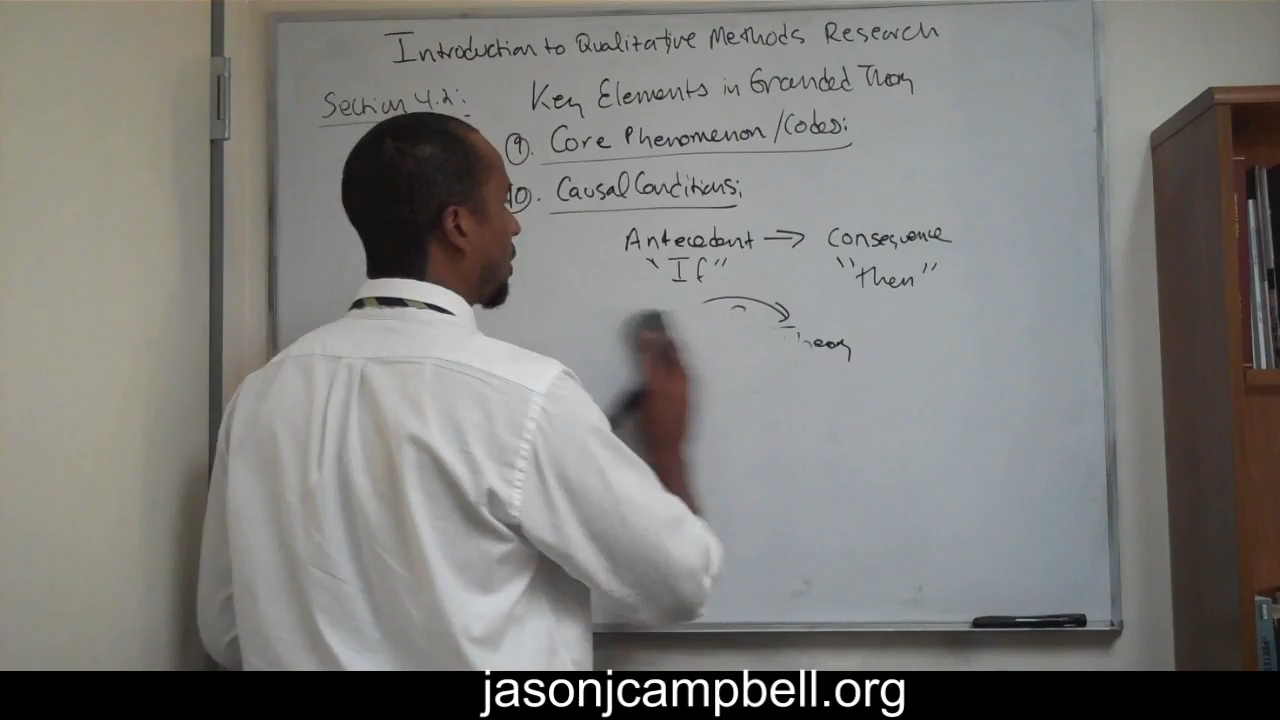 Introduction to Qualitative Methods Research
Section 4.2: Key Elements in Grounded Theory
9. Core Phenomenon/Codes:
10. Causal Conditions:
Antecedent → Consequence
"If" "then"
Theory
jasonjcampbell.org